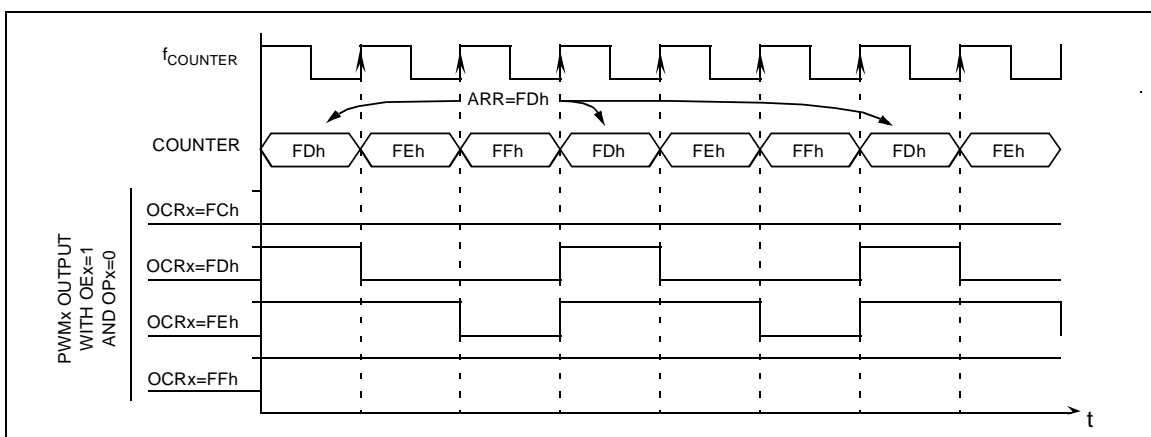 fCOUNTER
ARR=FDh
COUNTER
FDh FEh FFh FDh FEh FFh FDh FEh
PWMx OUTPUT
WITH OEx=1
AND OPx=0
OCRx=FCh
OCRx=FDh
OCRx=FEh
OCRx=FFh
t